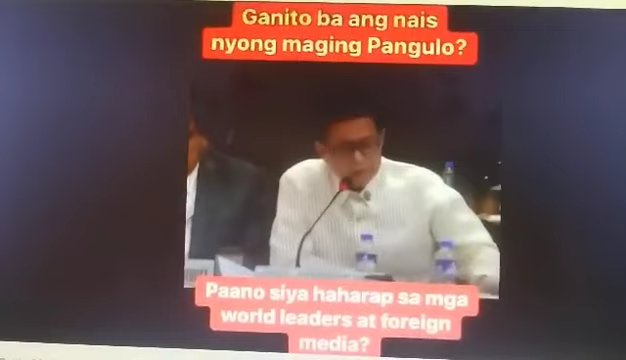 Ganito ba ang nais
nyong maging Pangulo?
Paano siya haharap sa mga
world leaders at foreign
media?